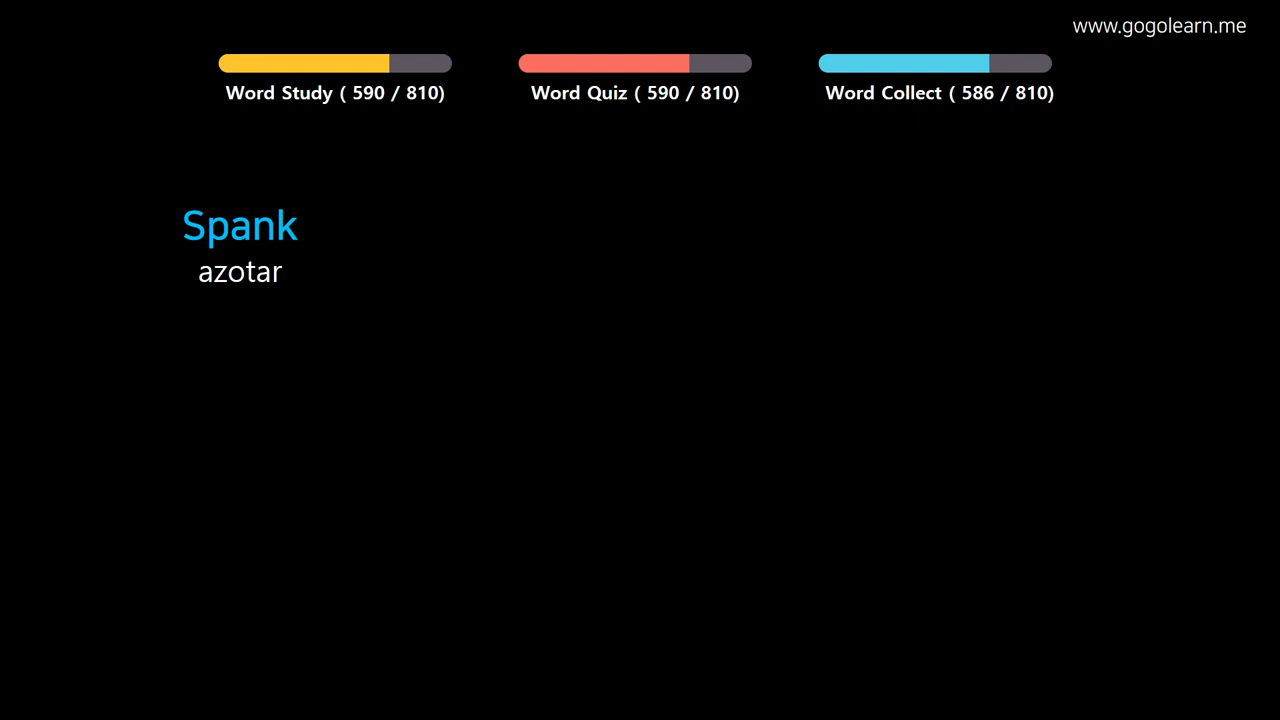 www.gogolearn.me
Word Study ( 590 / 810)
Word Quiz ( 590 / 810)
Word Collect ( 586 / 810)
Spank
azotar